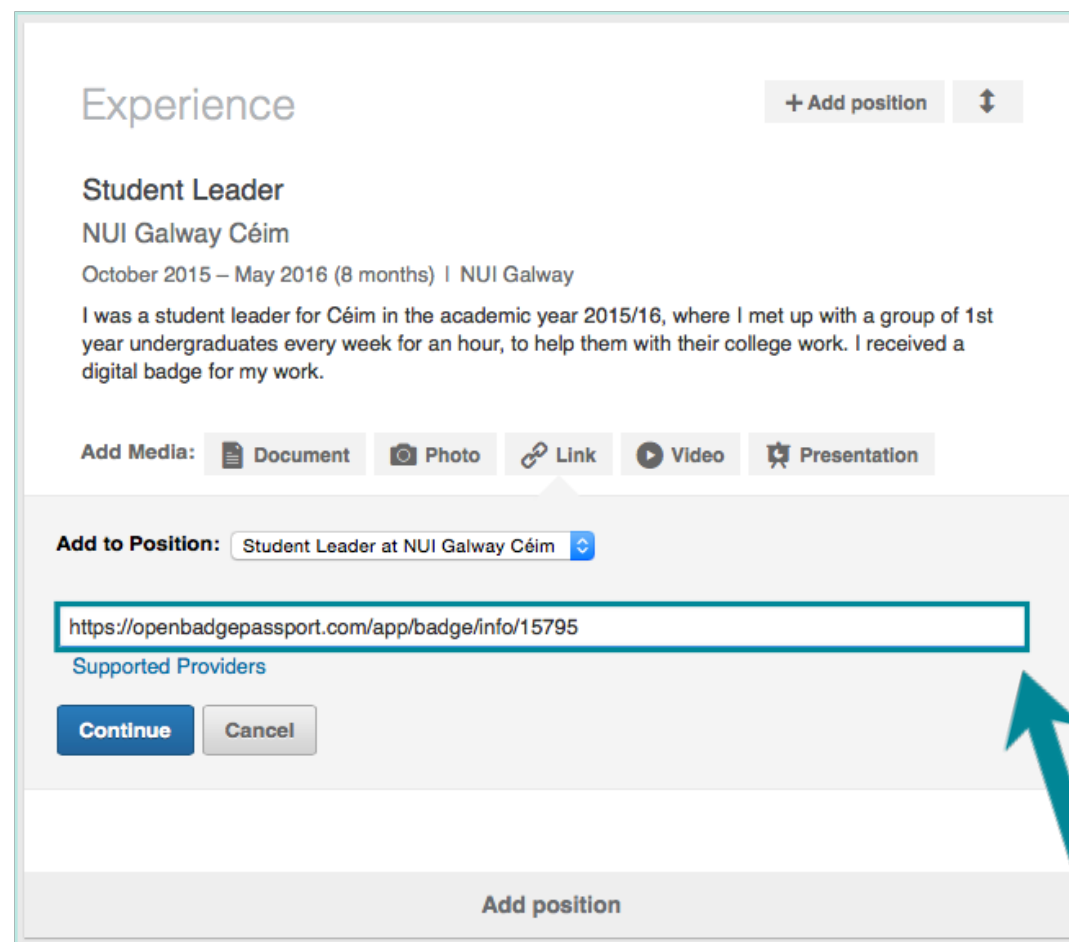 Experience
+ Add position
Student Leader
NUI Galway Céim
October 2015 – May 2016 (8 months) | NUI Galway
I was a student leader for Céim in the academic year 2015/16, where I met up with a group of 1st
year undergraduates every week for an hour, to help them with their college work. I received a
digital badge for my work.
Add Media: Document Photo Link Video Presentation
Add to Position: Student Leader at NUI Galway Céim
https://openbadgepassport.com/app/badge/info/15795
Supported Providers
Continue Cancel
Add position